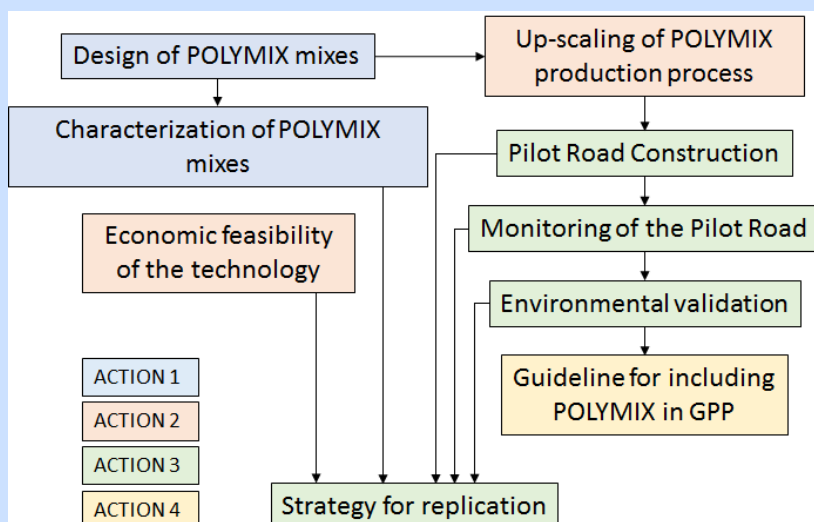 Design of POLYMIX mixes
Up-scaling of POLYMIX
production process
Characterization of POLYMIX
mixes
Pilot Road Construction
Economic feasibility
of the technology
Monitoring of the Pilot Road
Environmental validation
Guideline for including
POLYMIX in GPP
ACTION 1
ACTION 2
ACTION 3
ACTION 4
Strategy for replication